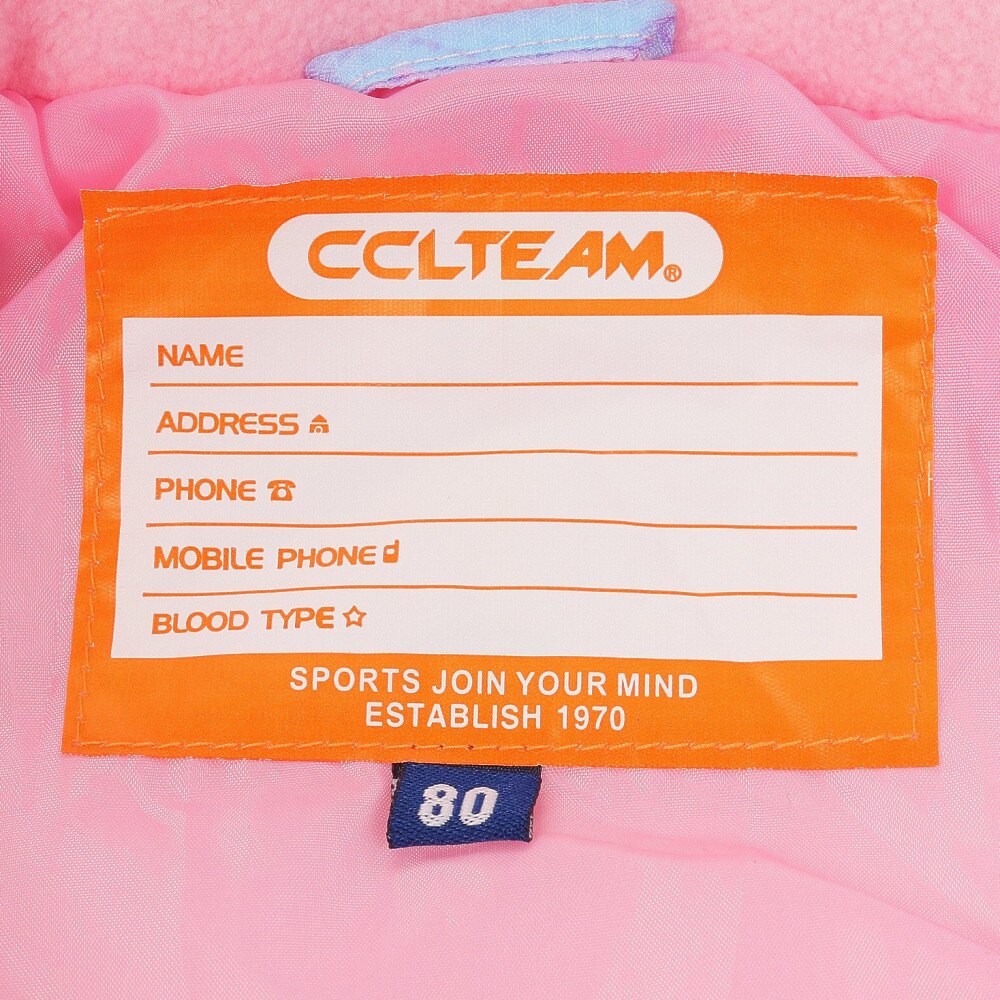 CCLTEAM®
NAME
ADDRESS
PHONE
MOBILE PHONE
BLOOD TYPE
SPORTS JOIN YOUR MIND
ESTABLISH 1970
80